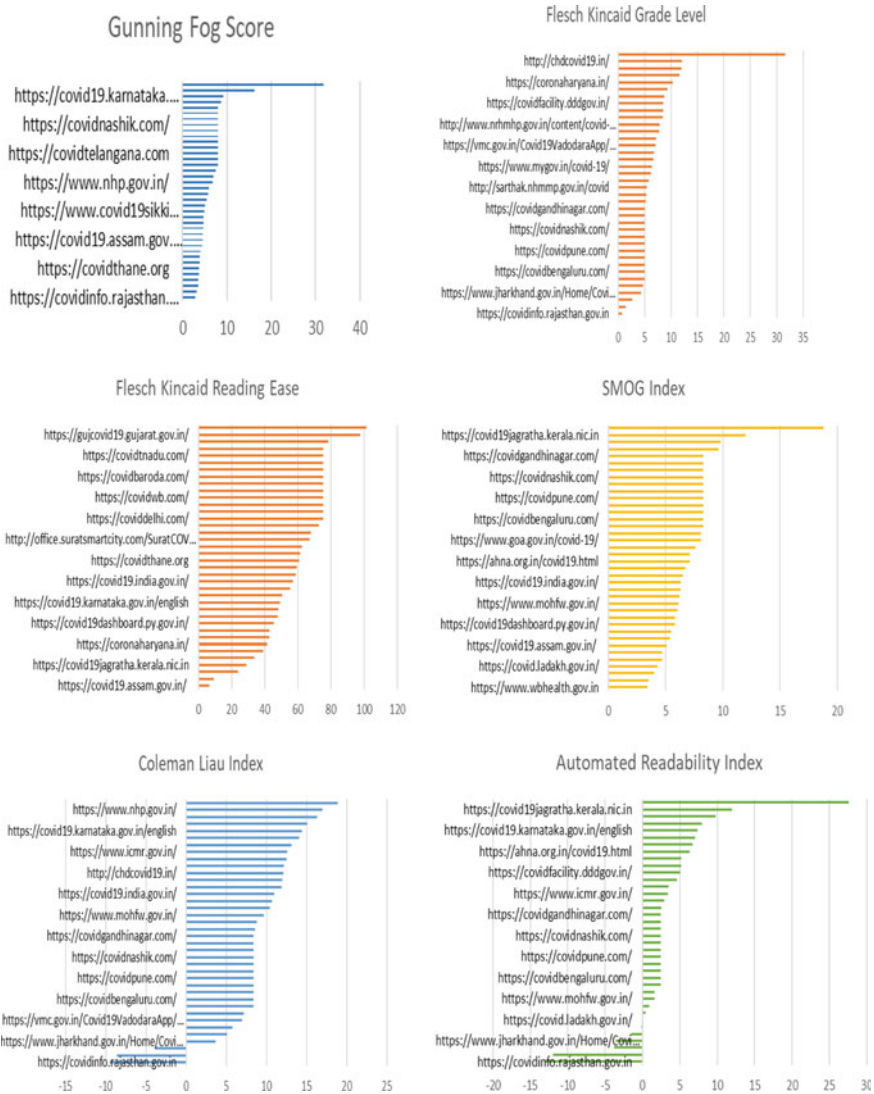 Gunning Fog Score
https://covid19.karnataka....
https://covidnashik.com/
https://covidtelangana.com
https://www.nhp.gov.in/
https://www.covid19sikki...
https://covid19.assam.gov....
https://covidthane.org
https://covidinfo.rajasthan....
0 10 20 30 40
Flesch Kincaid Grade Level
http://chdcovid19.in/
https://coronaharyana.in/
https://covidfacility.dddgov.in/
http://www.nrhmhp.gov.in/content/covid-...
https://vmc.gov.in/Covid19VadodaraApp/...
https://www.mygov.in/covid-19/
http://sarthak.nhmmp.gov.in/covid
https://covidgandhinagar.com/
https://covidnashik.com/
https://covidpune.com/
https://covidbengaluru.com/
https://www.jharkhand.gov.in/Home/Covi...
https://covidinfo.rajasthan.gov.in
0 5 10 15 20 25 30 35
Flesch Kincaid Reading Ease
https://gujcovid19.gujarat.gov.in/
https://covidtnadu.com/
https://covidbaroda.com/
https://covidwb.com/
https://coviddelhi.com/
http://office.suratsmartcity.com/SuratCOV...
https://covidthane.org
https://covid19.india.gov.in/
https://covid19.karnataka.gov.in/english
https://covid19dashboard.py.gov.in/
https://coronaharyana.in/
https://covid19jagratha.kerala.nic.in
https://covid19.assam.gov.in/
0 20 40 60 80 100 120
SMOG Index
https://covid19jagratha.kerala.nic.in
https://covidgandhinagar.com/
https://covidnashik.com/
https://covidpune.com/
https://covidbengaluru.com/
https://www.goa.gov.in/covid-19/
https://ahna.org.in/covid19.html
https://covid19.india.gov.in/
https://www.mohfw.gov.in/
https://covid19dashboard.py.gov.in/
https://covid19.assam.gov.in/
https://covid.ladakh.gov.in/
https://www.wbhealth.gov.in
0 5 10 15 20
Coleman Liau Index
https://www.nhp.gov.in/
https://covid19.karnataka.gov.in/english
https://www.icmr.gov.in/
http://chdcovid19.in/
https://covid19.india.gov.in/
https://www.mohfw.gov.in/
https://covidgandhinagar.com/
https://covidnashik.com/
https://covidpune.com/
https://covidbengaluru.com/
https://vmc.gov.in/Covid19VadodaraApp/...
https://www.jharkhand.gov.in/Home/Covi...
https://covidinfo.rajasthan.gov.in
-15 -10 -5 0 5 10 15 20 25
Automated Readability Index
https://covid19jagratha.kerala.nic.in
https://covid19.karnataka.gov.in/english
https://ahna.org.in/covid19.html
https://covidfacility.dddgov.in/
https://www.icmr.gov.in/
https://covidgandhinagar.com/
https://covidnashik.com/
https://covidpune.com/
https://covidbengaluru.com/
https://www.mohfw.gov.in/
https://covid.ladakh.gov.in/
https://www.jharkhand.gov.in/Home/Covi...
https://covidinfo.rajasthan.gov.in
-20 -15 -10 -5 0 5 10 15 20 25 30